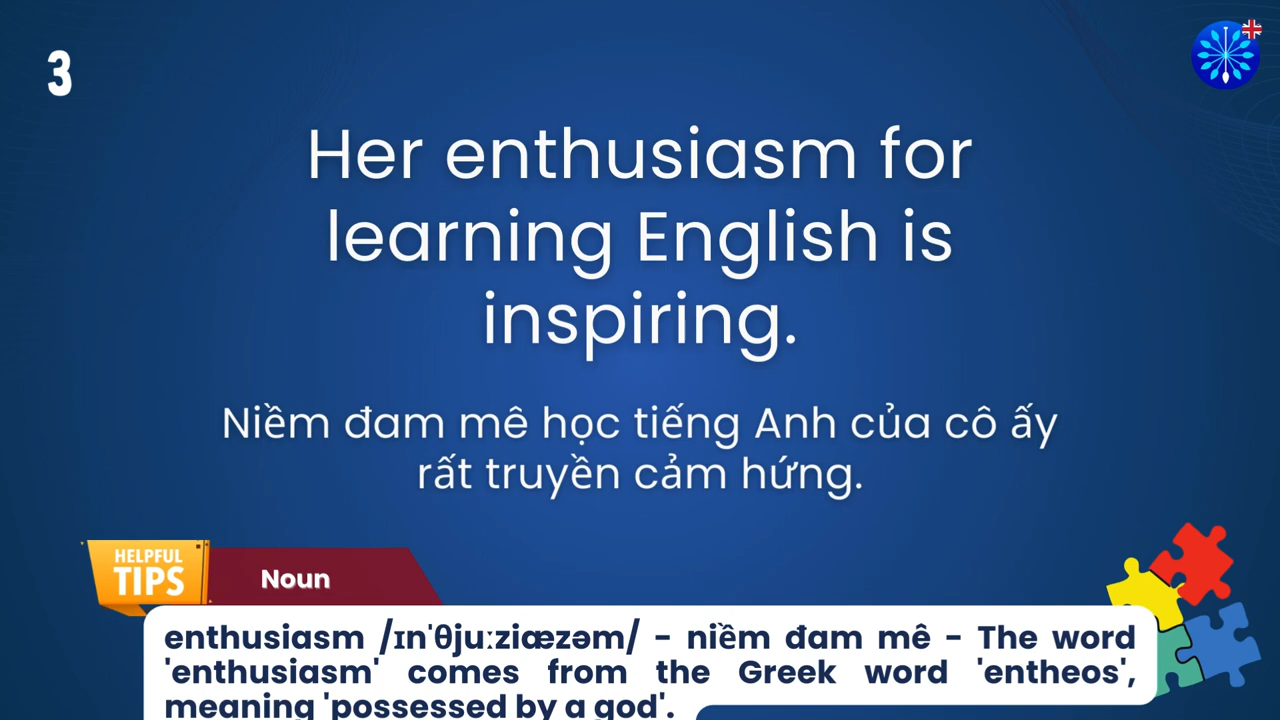 3
Her enthusiasm for
learning English is
inspiring.
Niềm đam mê học tiếng Anh của cô ấy
rất truyền cảm hứng.
HELPFUL
TIPS
Noun
enthusiasm /ɪnˈθjuːziæzəm/ - niềm đam mê - The word
'enthusiasm' comes from the Greek word 'entheos',
meaning 'possessed by a god'.